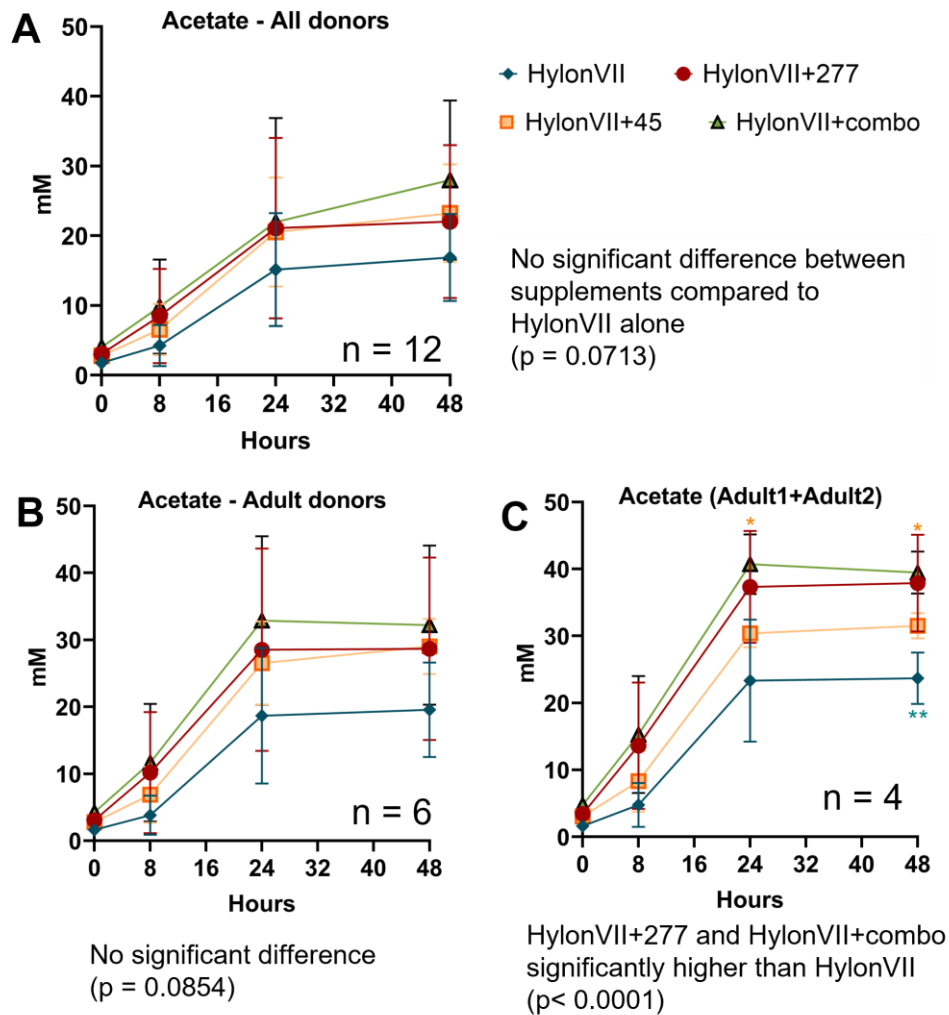 A
Acetate - All donors
50
40
30
20
10
0
mM
0 8 16 24 32 40 48
Hours
n = 12
HylonVII
HylonVII+277
HylonVII+45
HylonVII+combo
No significant difference between
supplements compared to
HylonVII alone
(p = 0.0713)
B
Acetate - Adult donors
50
40
30
20
10
0
mM
0 8 16 24 32 40 48
Hours
n = 6
No significant difference
(p = 0.0854)
C
Acetate (Adult1+Adult2)
50
40
30
20
10
0
mM
* *
**
0 8 16 24 32 40 48
Hours
n = 4
HylonVII+277 and HylonVII+combo
significantly higher than HylonVII
(p< 0.0001)